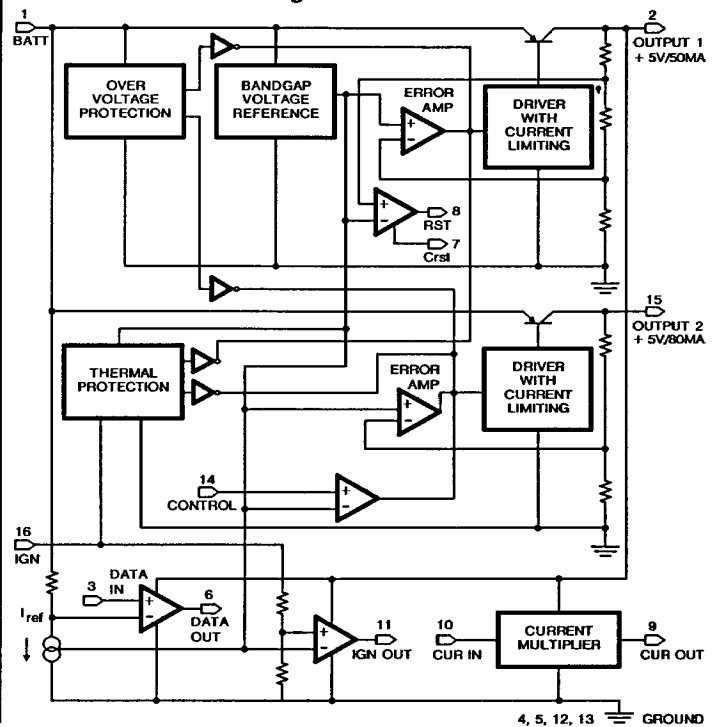 1
BATT
2
OUTPUT 1
+ 5V/50MA
OVER
VOLTAGE
PROTECTION
BANDGAP
VOLTAGE
REFERENCE
ERROR
AMP
+
−
DRIVER
WITH
CURRENT
LIMITING
+
−
8
RST
7
Crst
15
OUTPUT 2
+ 5V/80MA
THERMAL
PROTECTION
ERROR
AMP
+
−
DRIVER
WITH
CURRENT
LIMITING
14
CONTROL
+
−
16
IGN
3
DATA
IN
+
−
6
DATA
OUT
Iref
+
−
11
IGN OUT
10
CUR IN
CURRENT
MULTIPLIER
9
CUR OUT
4, 5, 12, 13
GROUND